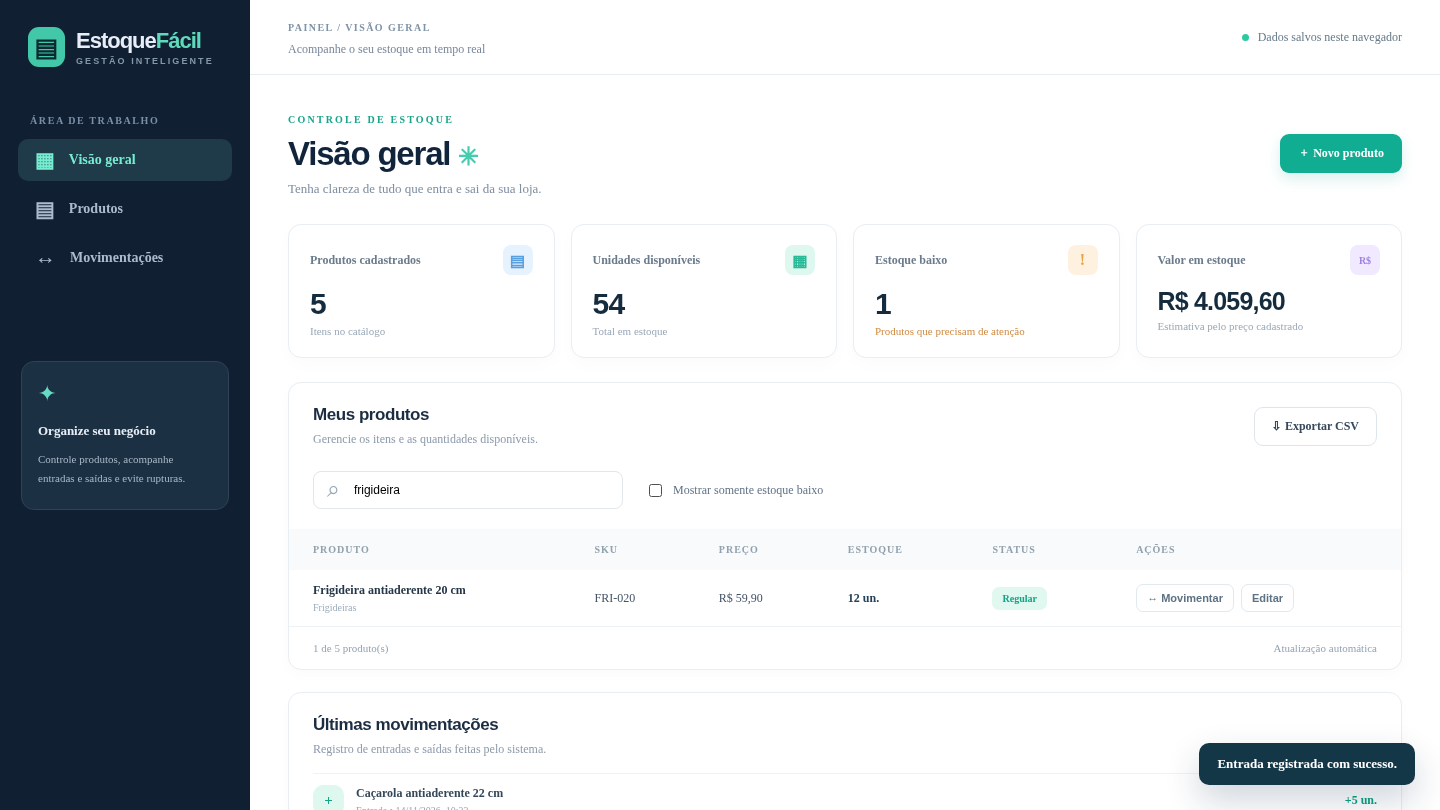 EstoqueFácil
GESTÃO INTELIGENTE
ÁREA DE TRABALHO
Visão geral
Produtos
Movimentações
Organize seu negócio
Controle produtos, acompanhe
entradas e saídas e evite rupturas.
PAINEL / VISÃO GERAL
Acompanhe o seu estoque em tempo real
Dados salvos neste navegador
CONTROLE DE ESTOQUE
Visão geral
Tenha clareza de tudo que entra e sai da sua loja.
+ Novo produto
Produtos cadastrados
5
Itens no catálogo
Unidades disponíveis
54
Total em estoque
Estoque baixo
!
1
Produtos que precisam de atenção
Valor em estoque
R$
R$ 4.059,60
Estimativa pelo preço cadastrado
Meus produtos
Gerencie os itens e as quantidades disponíveis.
⇩ Exportar CSV
frigideira
Mostrar somente estoque baixo
PRODUTO SKU PREÇO ESTOQUE STATUS AÇÕES
Frigideira antiaderente 20 cm
Frigideiras
FRI-020 R$ 59,90 12 un. Regular ↔ Movimentar Editar
1 de 5 produto(s)
Atualização automática
Últimas movimentações
Registro de entradas e saídas feitas pelo sistema.
+
Caçarola antiaderente 22 cm
+5 un.
Entrada registrada com sucesso.